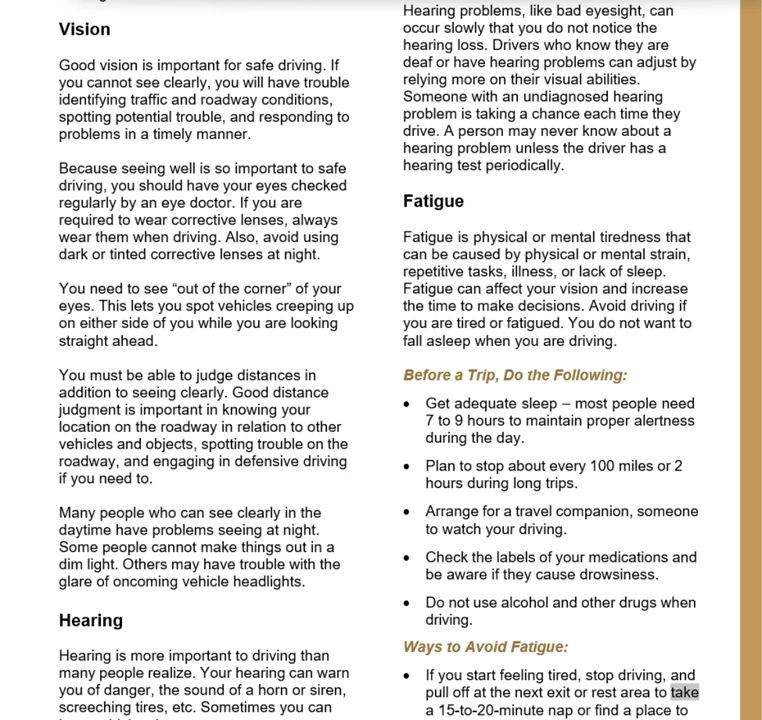 Vision
Good vision is important for safe driving. If
you cannot see clearly, you will have trouble
identifying traffic and roadway conditions,
spotting potential trouble, and responding to
problems in a timely manner.
Because seeing well is so important to safe
driving, you should have your eyes checked
regularly by an eye doctor. If you are
required to wear corrective lenses, always
wear them when driving. Also, avoid using
dark or tinted corrective lenses at night.
You need to see “out of the corner” of your
eyes. This lets you spot vehicles creeping up
on either side of you while you are looking
straight ahead.
You must be able to judge distances in
addition to seeing clearly. Good distance
judgment is important in knowing your
location on the roadway in relation to other
vehicles and objects, spotting trouble on the
roadway, and engaging in defensive driving
if you need to.
Many people who can see clearly in the
daytime have problems seeing at night.
Some people cannot make things out in a
dim light. Others may have trouble with the
glare of oncoming vehicle headlights.
Hearing
Hearing is more important to driving than
many people realize. Your hearing can warn
you of danger, the sound of a horn or siren,
screeching tires, etc. Sometimes you can
Hearing problems, like bad eyesight, can
occur slowly that you do not notice the
hearing loss. Drivers who know they are
deaf or have hearing problems can adjust by
relying more on their visual abilities.
Someone with an undiagnosed hearing
problem is taking a chance each time they
drive. A person may never know about a
hearing problem unless the driver has a
hearing test periodically.
Fatigue
Fatigue is physical or mental tiredness that
can be caused by physical or mental strain,
repetitive tasks, illness, or lack of sleep.
Fatigue can affect your vision and increase
the time to make decisions. Avoid driving if
you are tired or fatigued. You do not want to
fall asleep when you are driving.
Before a Trip, Do the Following:
• Get adequate sleep – most people need
7 to 9 hours to maintain proper alertness
during the day.
• Plan to stop about every 100 miles or 2
hours during long trips.
• Arrange for a travel companion, someone
to watch your driving.
• Check the labels of your medications and
be aware if they cause drowsiness.
• Do not use alcohol and other drugs when
driving.
Ways to Avoid Fatigue:
• If you start feeling tired, stop driving, and
pull off at the next exit or rest area to take
a 15-to-20-minute nap or find a place to